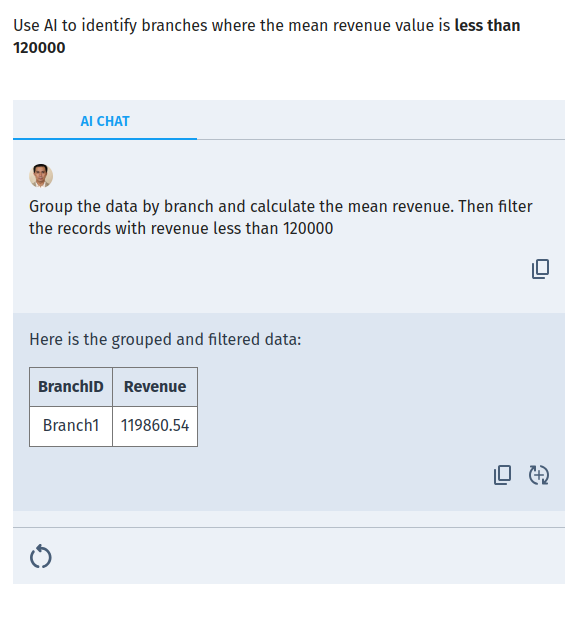 Use AI to identify branches where the mean revenue value is less than
120000
AI CHAT
Group the data by branch and calculate the mean revenue. Then filter
the records with revenue less than 120000
Here is the grouped and filtered data:
BranchID Revenue
Branch1 119860.54